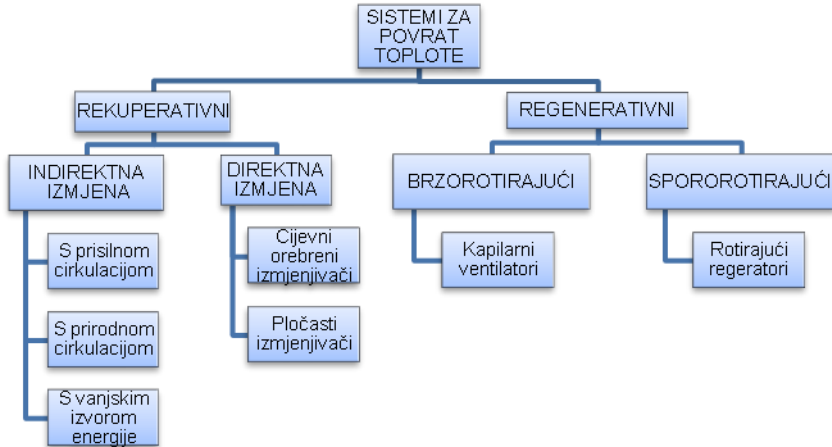 SISTEMI ZA
POVRAT
TOPLOTE
REKUPERATIVNI
REGENERATIVNI
INDIREKTNA
IZMJENA
DIREKTNA
IZMJENA
BRZOROTIRAJUĆI
SPOROROTIRAJUĆI
S prisilnom
cirkulacijom
S prirodnom
cirkulacijom
S vanjskim
izvorom
energije
Cijevni
orebreni
izmjenjivači
Pločasti
izmjenjivači
Kapilarni
ventilatori
Rotirajući
regeratori